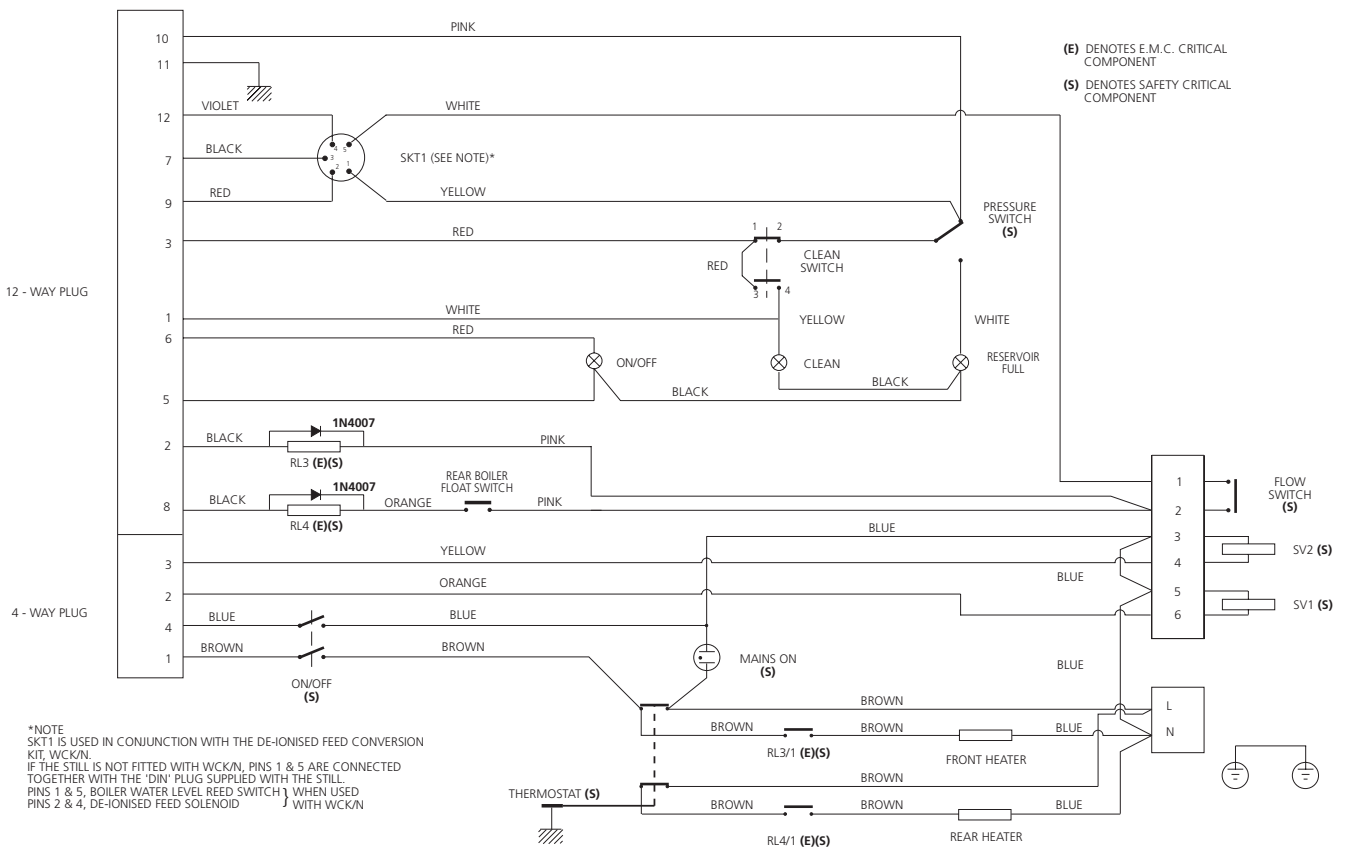 PINK
10
(E) DENOTES E.M.C. CRITICAL
COMPONENT
11
(S) DENOTES SAFETY CRITICAL
COMPONENT
VIOLET
WHITE
12
4 5
BLACK
3
SKT1 (SEE NOTE)*
7
2 1
RED
YELLOW
9
PRESSURE
SWITCH
(S)
1 2
RED
3
CLEAN
SWITCH
RED
12 - WAY PLUG
3 4
WHITE
1
YELLOW
WHITE
RED
6
ON/OFF
CLEAN
RESERVOIR
FULL
BLACK
BLACK
5
1N4007
BLACK
PINK
2
RL3 (E)(S)
REAR BOILER
FLOAT SWITCH
1N4007
1
FLOW
SWITCH
(S)
BLACK
ORANGE
PINK
8
2
RL4 (E)(S)
BLUE
3
YELLOW
SV2 (S)
3
4
BLUE
ORANGE
2
5
4 - WAY PLUG
SV1 (S)
BLUE
BLUE
6
4
BROWN
BROWN
1
MAINS ON
(S)
BLUE
ON/OFF
(S)
BROWN
L
*NOTE
SKT1 IS USED IN CONJUNCTION WITH THE DE-IONISED FEED CONVERSION
KIT, WCK/N.
IF THE STILL IS NOT FITTED WITH WCK/N, PINS 1 & 5 ARE CONNECTED
TOGETHER WITH THE 'DIN' PLUG SUPPLIED WITH THE STILL.
PINS 1 & 5, BOILER WATER LEVEL REED SWITCH } WHEN USED
PINS 2 & 4, DE-IONISED FEED SOLENOID WITH WCK/N
BROWN
BROWN
BLUE
N
RL3/1 (E)(S)
FRONT HEATER
BROWN
THERMOSTAT (S)
BROWN
BROWN
BLUE
RL4/1 (E)(S)
REAR HEATER